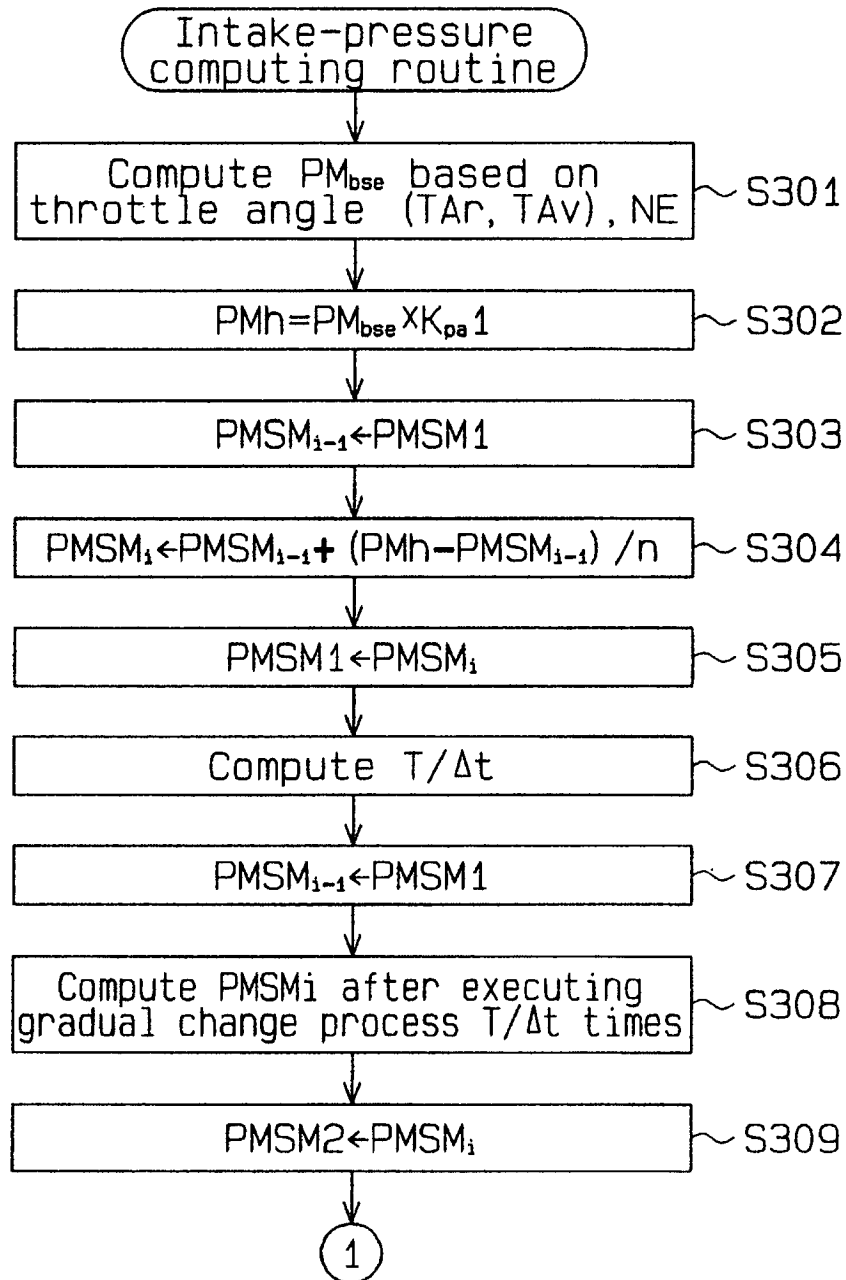 Intake-pressure
computing routine
Compute PMbse based on
throttle angle (TAr, TAv), NE
S301
PMh=PMbse×Kpa1
S302
PMSMi-1←PMSM1
S303
PMSMi←PMSMi-1+ (PMh-PMSMi-1) /n
S304
PMSM1←PMSMi
S305
Compute T/Δt
S306
PMSMi-1←PMSM1
S307
Compute PMSMi after executing
gradual change process T/Δt times
S308
PMSM2←PMSMi
S309
1